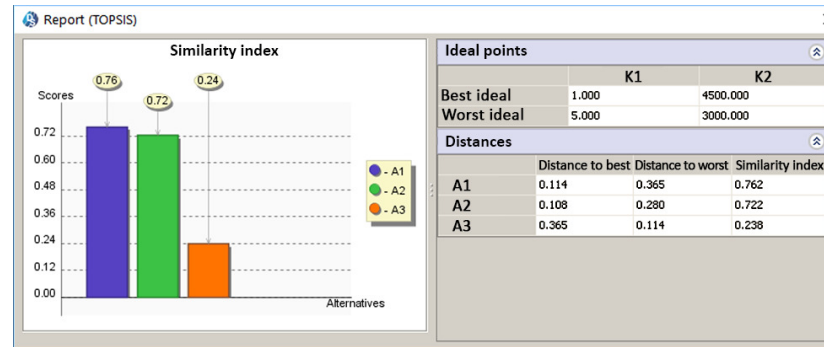 Report (TOPSIS)
Similarity index
0.76
0.72
0.24
Scores
0.72
0.60
0.48
0.36
0.24
0.12
0.00
Alternatives
- A1
- A2
- A3
Ideal points
K1 K2
Best ideal 1.000 4500.000
Worst ideal 5.000 3000.000
Distances
Distance to best Distance to worst Similarity index
A1 0.114 0.365 0.762
A2 0.108 0.280 0.722
A3 0.365 0.114 0.238